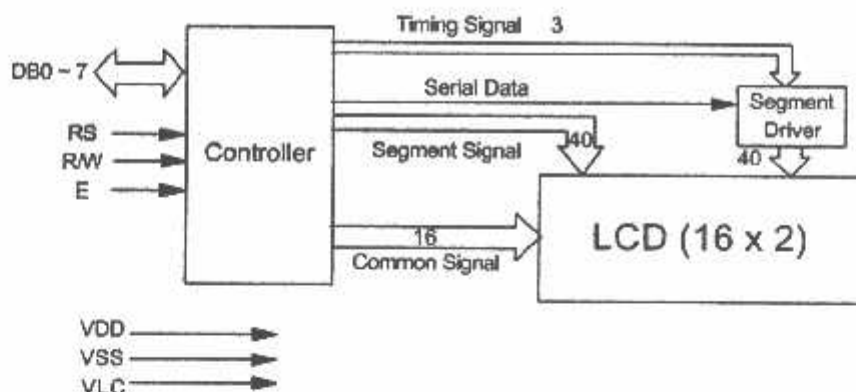 Timing Signal 3
DB0 ~ 7
Serial Data
Segment
Driver
RS
R/W
E
Controller
40
Segment Signal
40
16
Common Signal
LCD (16 x 2)
VDD
VSS
VLC